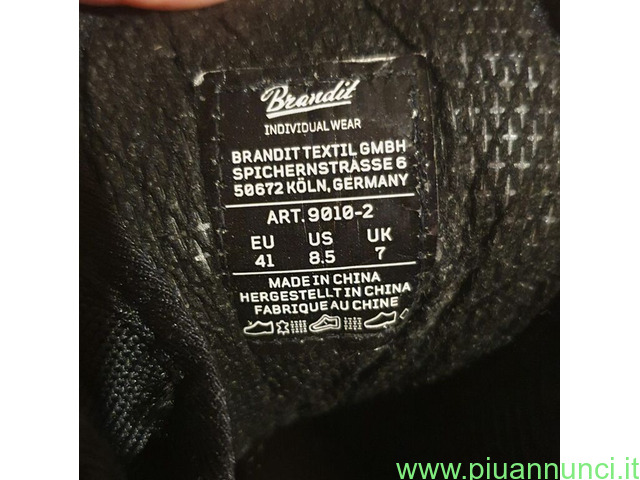 Brandit
INDIVIDUAL WEAR
BRANDIT TEXTIL GMBH
SPICHERNSTRASSE 6
50672 KÖLN, GERMANY
ART. 9010-2
EU US UK
41 8.5 7
MADE IN CHINA
HERGESTELLT IN CHINA
FABRIQUE AU CHINE
www.piuannunci.it